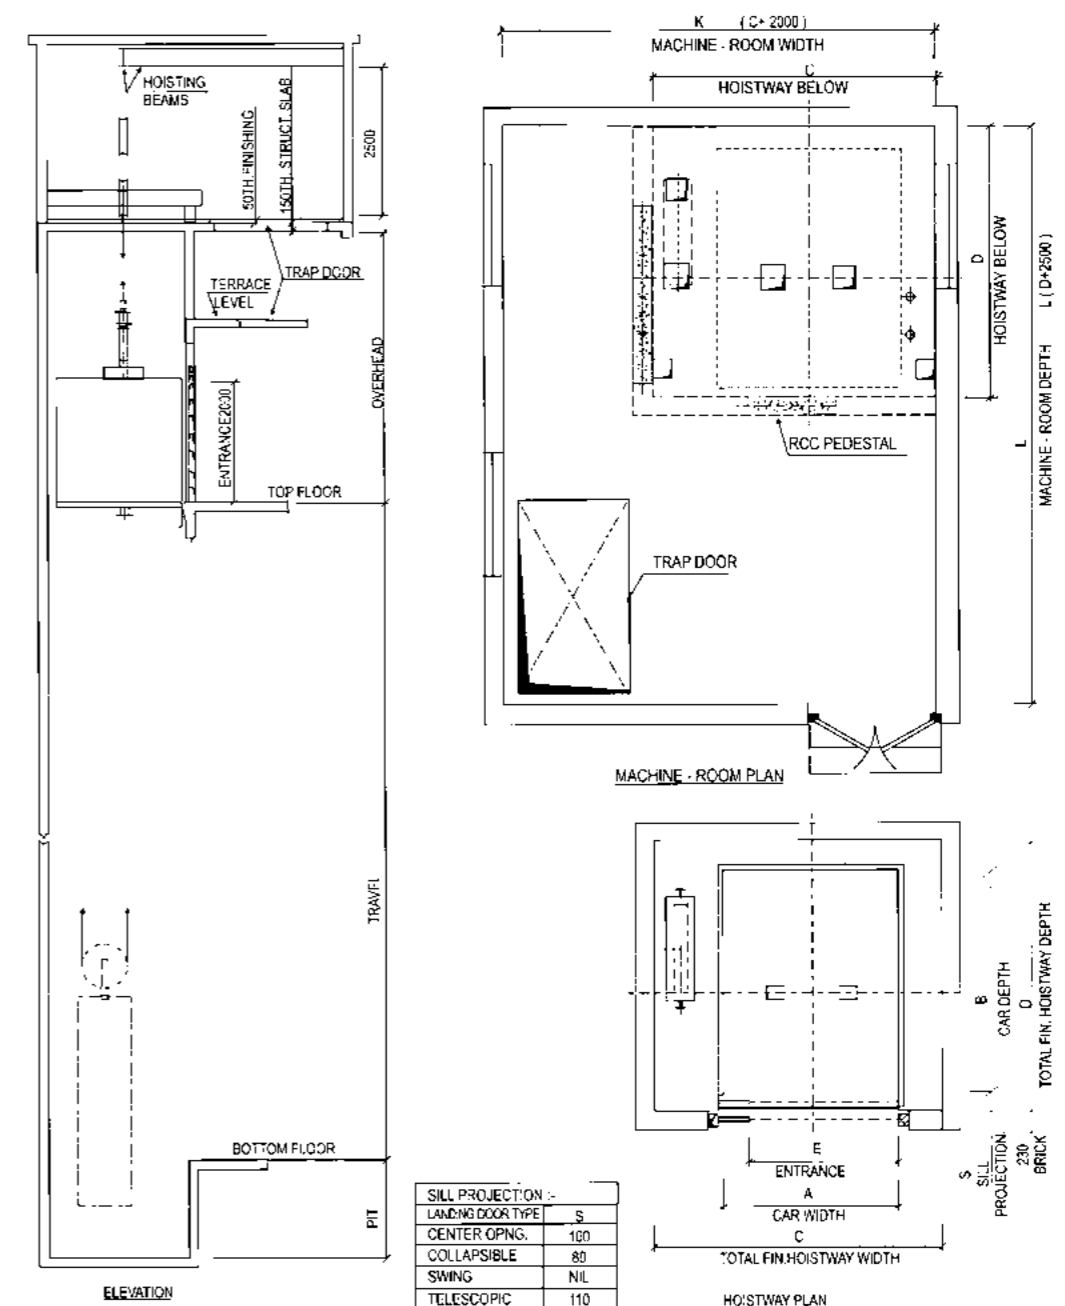 HOISTING
BEAMS
50TH.FINISHING
150TH. STRUCT. SLAB
2500
TRAP DOOR
TERRACE
LEVEL
OVERHEAD
ENTRANCE2000
TOP FLOOR
TRAVEL
BOTTOM FLOOR
PIT
ELEVATION
K ( C+ 2000 )
MACHINE - ROOM WIDTH
C
HOISTWAY BELOW
D
HOISTWAY BELOW
L ( D+2500 )
L
MACHINE - ROOM DEPTH
RCC PEDESTAL
TRAP DOOR
MACHINE - ROOM PLAN
B
CAR DEPTH
D
TOTAL FIN. HOISTWAY DEPTH
S
SILL
PROJECTION
230
BRICK
E
ENTRANCE
A
CAR WIDTH
C
TOTAL FIN.HOISTWAY WIDTH
HOISTWAY PLAN
SILL PROJECTION :-
LANDING DOOR TYPE S
CENTER OPNG. 100
COLLAPSIBLE 80
SWING NIL
TELESCOPIC 110